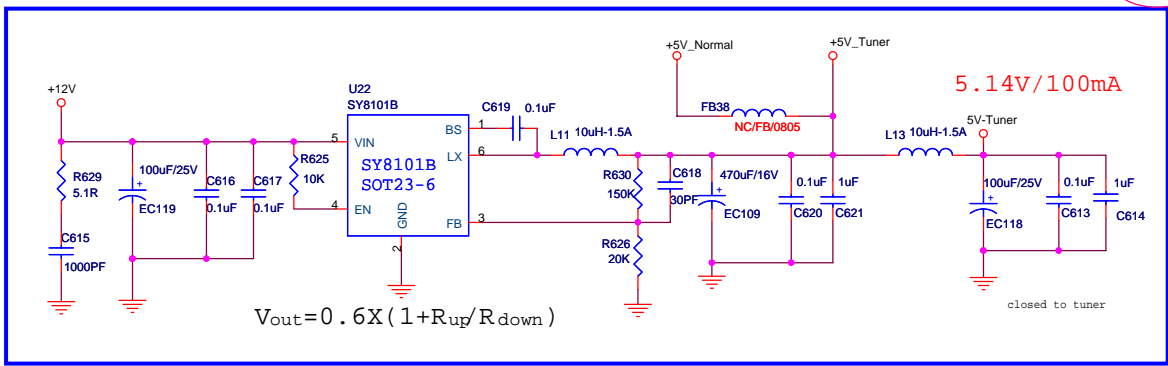 +12V
R629
5.1R
C615
1000PF
100uF/25V
+
EC119
C616
0.1uF
C617
0.1uF
R625
10K
U22
SY8101B
5
VIN
4
EN
SY8101B
SOT23-6
GND
2
BS
1
LX
6
FB
3
C619
0.1uF
L11
10uH-1.5A
R630
150K
C618
30PF
R626
20K
+5V_Normal
FB38
NC/FB/0805
+5V_Tuner
470uF/16V
+
EC109
0.1uF
C620
1uF
C621
L13
10uH-1.5A
5.14V/100mA
5V-Tuner
100uF/25V
+
EC118
0.1uF
C613
1uF
C614
closed to tuner
Vout=0.6X(1+Rup/Rdown)